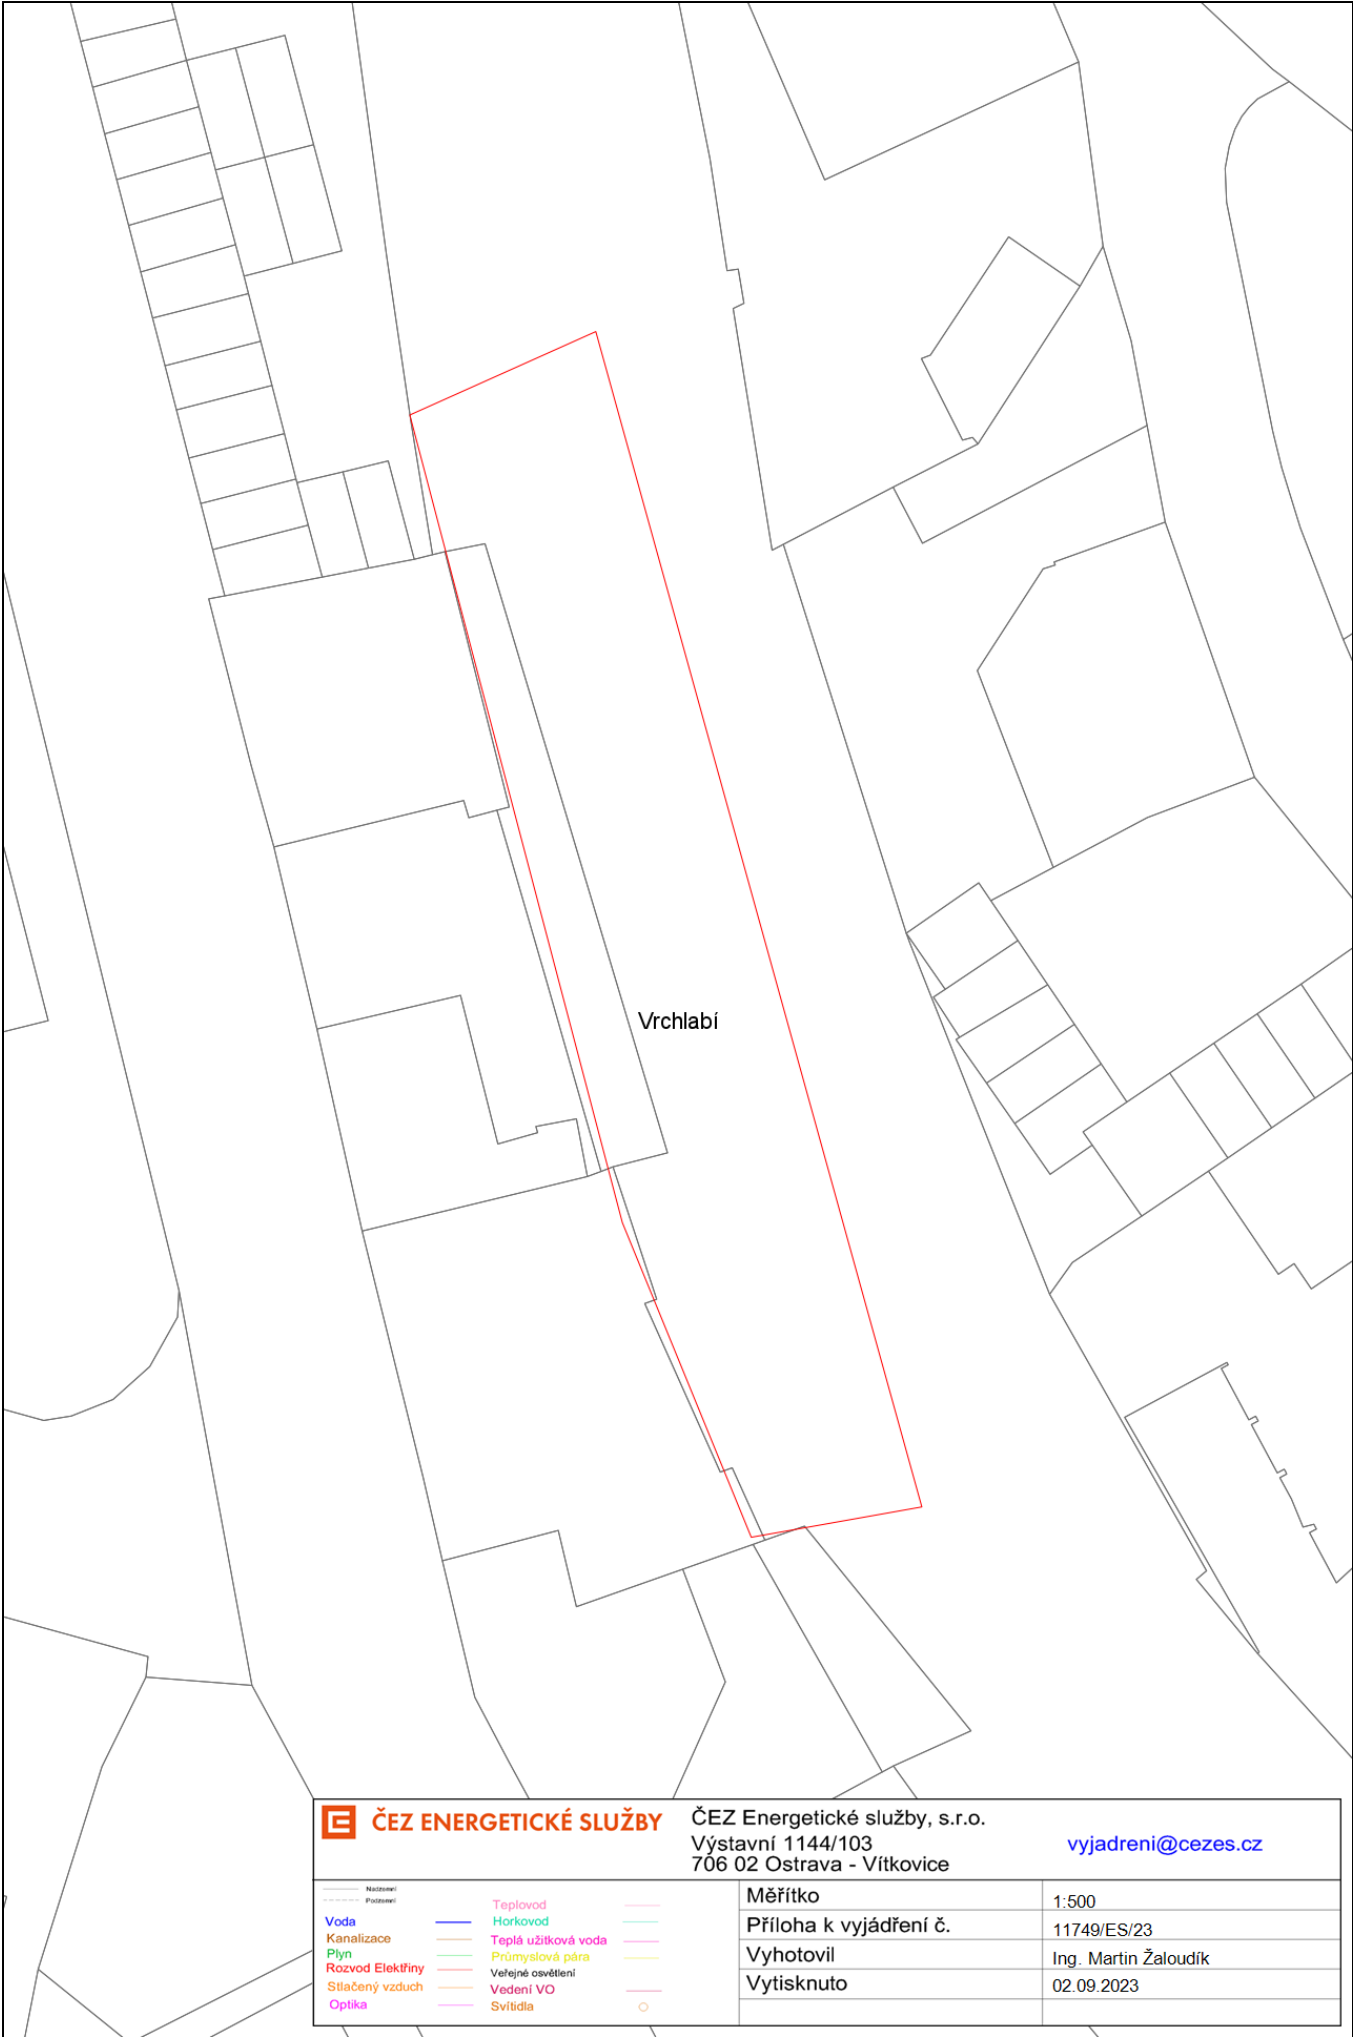 Vrchlabí
ČEZ ENERGETICKÉ SLUŽBY
ČEZ Energetické služby, s.r.o.
Výstavní 1144/103
706 02 Ostrava - Vítkovice
vyjadreni@cezes.cz
Nadzemní
Podzemní
Voda
Kanalizace
Plyn
Rozvod Elektřiny
Stlačený vzduch
Optika
Teplovod
Horkovod
Teplá užitková voda
Průmyslová pára
Veřejné osvětlení
Vedení VO
Svítidla
Měřítko 1:500
Příloha k vyjádření č. 11749/ES/23
Vyhotovil Ing. Martin Žaloudík
Vytisknuto 02.09.2023